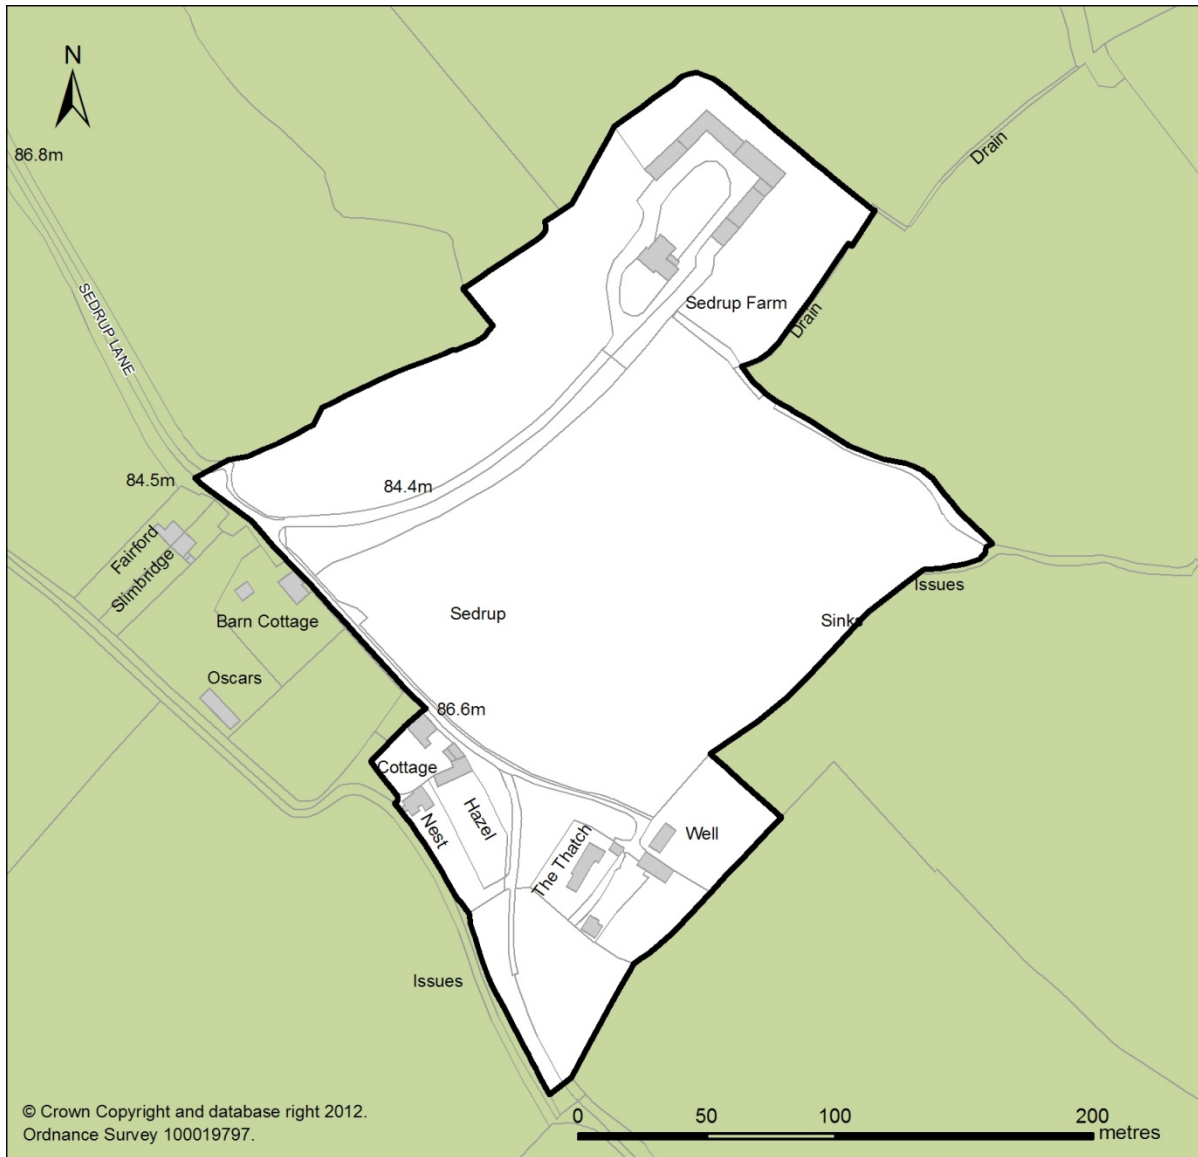 N
86.8m
Drain
SEDRUP LANE
Sedrup Farm
Drain
84.5m
84.4m
Fairford
Slimbridge
Issues
Barn Cottage
Sedrup
Sinks
Oscars
86.6m
Cottage
Hazel
Nest
The Thatch
Well
Issues
© Crown Copyright and database right 2012.
Ordnance Survey 100019797.
0 50 100 200
metres